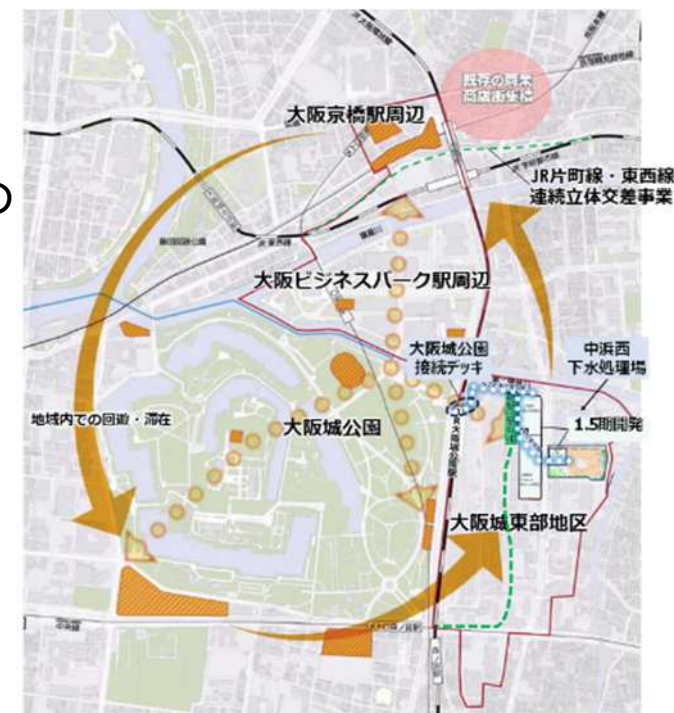 の
既存の商業
商店街集積
大阪京橋駅周辺
JR片町線・東西線
連続立体交差事業
大阪ビジネスパーク駅周辺
大阪城公園
接続デッキ
中浜西
下水処理場
地域内での回遊・滞在
大阪城公園
1.5期開発
大阪城東部地区
中央線